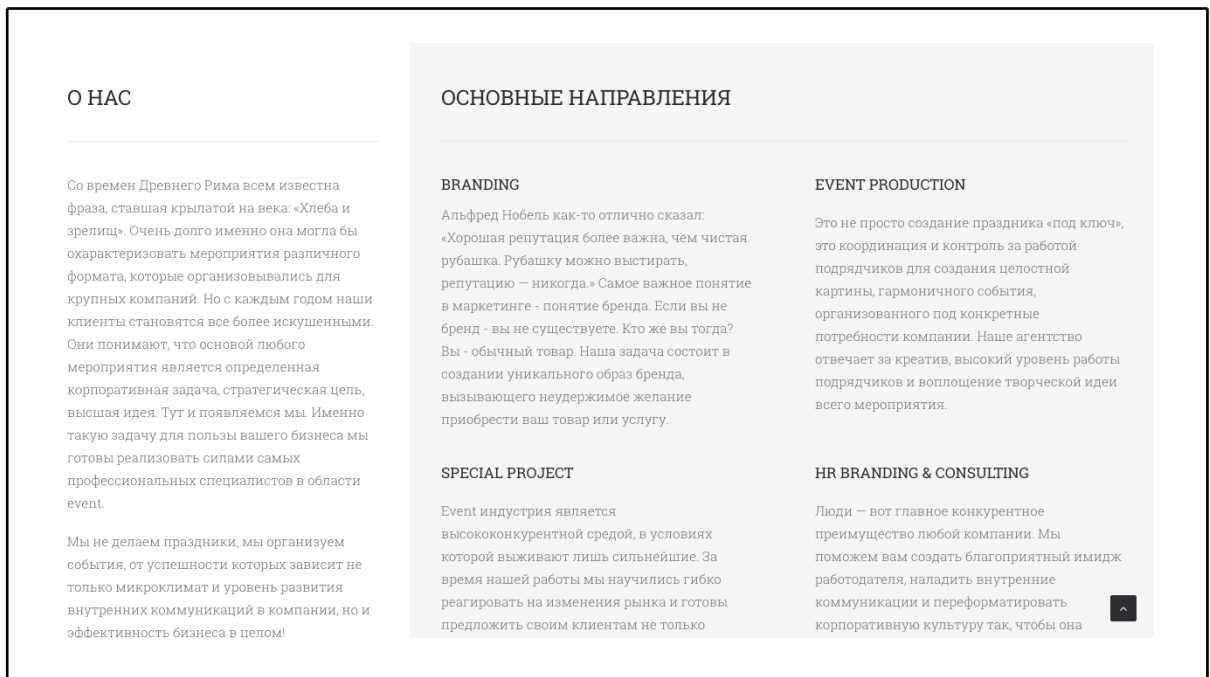 О НАС
Со времен Древнего Рима всем известна
фраза, ставшая крылатой на века: «Хлеба и
зрелищ». Очень долго именно она могла бы
охарактеризовать мероприятия различного
формата, которые организовывались для
крупных компаний. Но с каждым годом наши
клиенты становятся все более искушенными.
Они понимают, что основой любого
мероприятия является определенная
корпоративная задача, стратегическая цель,
высшая идея. Тут и появляемся мы. Именно
такую задачу для пользы вашего бизнеса мы
готовы реализовать силами самых
профессиональных специалистов в области
event.
Мы не делаем праздники, мы организуем
события, от успешности которых зависит не
только микроклимат и уровень развития
внутренних коммуникаций в компании, но и
эффективность бизнеса в целом!
ОСНОВНЫЕ НАПРАВЛЕНИЯ
BRANDING
Альфред Нобель как-то отлично сказал:
«Хорошая репутация более важна, чем чистая
рубашка. Рубашку можно выстирать,
репутацию — никогда.» Самое важное понятие
в маркетинге - понятие бренда. Если вы не
бренд - вы не существуете. Кто же вы тогда?
Вы - обычный товар. Наша задача состоит в
создании уникального образ бренда,
вызывающего неудержимое желание
приобрести ваш товар или услугу.
EVENT PRODUCTION
Это не просто создание праздника «под ключ»,
это координация и контроль за работой
подрядчиков для создания целостной
картины, гармоничного события,
организованного под конкретные
потребности компании. Наше агентство
отвечает за креатив, высокий уровень работы
подрядчиков и воплощение творческой идеи
всего мероприятия.
SPECIAL PROJECT
Event индустрия является
высококонкурентной средой, в условиях
которой выживают лишь сильнейшие. За
время нашей работы мы научились гибко
реагировать на изменения рынка и готовы
предложить своим клиентам не только
HR BRANDING & CONSULTING
Люди — вот главное конкурентное
преимущество любой компании. Мы
поможем вам создать благоприятный имидж
работодателя, наладить внутренние
коммуникации и переформатировать
корпоративную культуру так, чтобы она